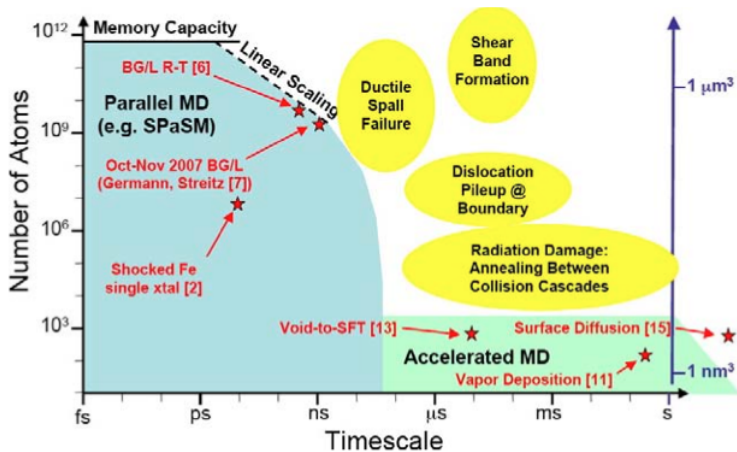 10¹²
Memory Capacity
Linear Scaling
BG/L R-T [6]
Parallel MD
(e.g. SPaSM)
10⁹
Oct-Nov 2007 BG/L
(Germann, Streitz [7])
10⁶
Shocked Fe
single xtal [2]
10³
Number of Atoms
Ductile
Spall
Failure
Shear
Band
Formation
1 μm³
Dislocation
Pileup @
Boundary
Radiation Damage:
Annealing Between
Collision Cascades
Void-to-SFT [13]
Surface Diffusion [15]
Accelerated MD
Vapor Deposition [11]
1 nm³
fs ps ns μs ms s
Timescale